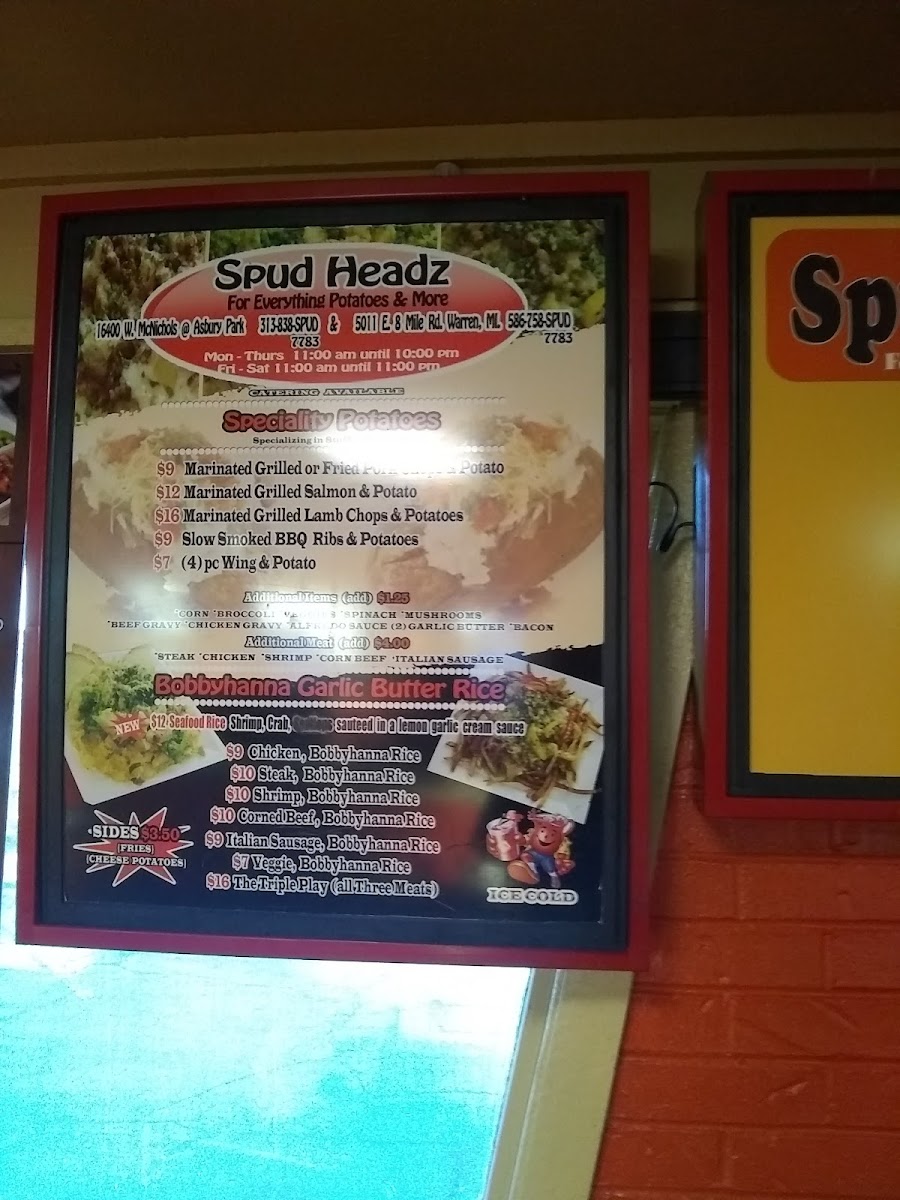 Spud Headz
For Everything Potatoes & More
16400 W. McNichols @ Asbury Park 313-838-SPUD & 5011 E. 8 Mile Rd. Warren, MI. 586-758-SPUD
7783 7783
Mon - Thurs 11:00 am until 10:00 pm
Fri - Sat 11:00 am until 11:00 pm
CATERING AVAILABLE
Speciality Potatoes
Specializing in
$9 Marinated Grilled or Fried Pork & Potato
$12 Marinated Grilled Salmon & Potato
$16 Marinated Grilled Lamb Chops & Potatoes
$9 Slow Smoked BBQ Ribs & Potatoes
$7 (4) pc Wing & Potato
Additional Items (add) $1.25
*CORN *BROCCOLI *VEGGIES *SPINACH *MUSHROOMS
*BEEF GRAVY *CHICKEN GRAVY *ALFREDO SAUCE (2) GARLIC BUTTER *BACON
Additional Meat (add) $4.00
*STEAK *CHICKEN *SHRIMP *CORN BEEF *ITALIAN SAUSAGE
Bobbyhanna Garlic Butter Rice
NEW $12 Seafood Rice Shrimp, Crab, sauteed in a lemon garlic cream sauce
$9 Chicken, Bobbyhanna Rice
$10 Steak, Bobbyhanna Rice
$10 Shrimp, Bobbyhanna Rice
$10 Corned Beef, Bobbyhanna Rice
$9 Italian Sausage, Bobbyhanna Rice
$7 Veggie, Bobbyhanna Rice
$16 The Triple Play (all Three Meats)
SIDES $3.50
(FRIES)
(CHEESE POTATOES)
ICE COLD
Sp